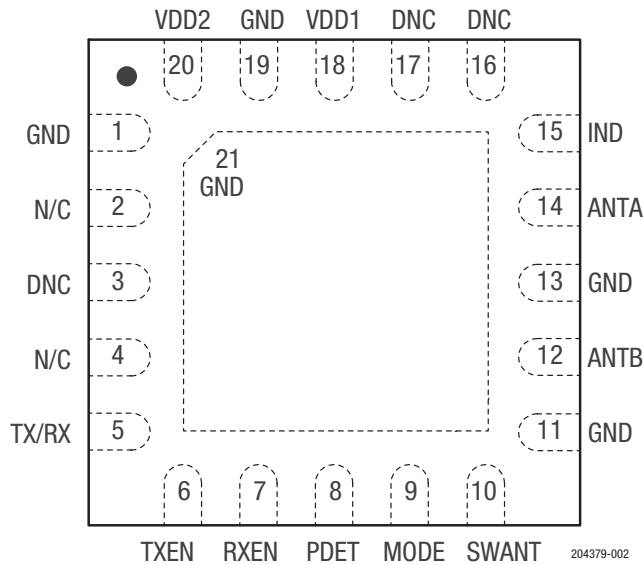 VDD2 GND VDD1 DNC DNC
20 19 18 17 16
GND 1 15 IND
21
GND
N/C 2 14 ANTA
DNC 3 13 GND
N/C 4 12 ANTB
TX/RX 5 11 GND
6 7 8 9 10
TXEN RXEN PDET MODE SWANT
204379-002